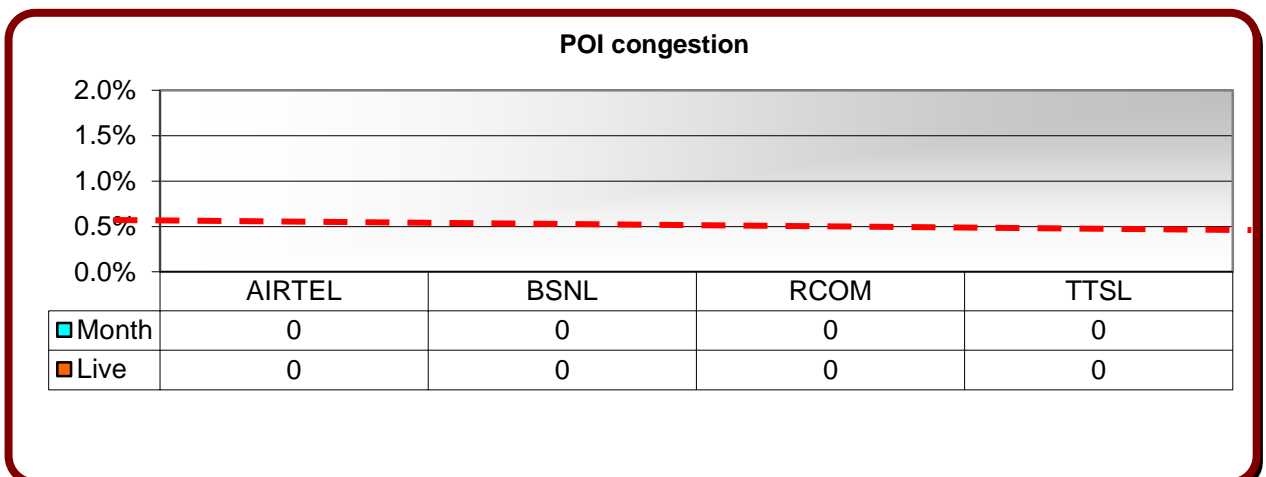 POI congestion
2.0%
1.5%
1.0%
0.5%
0.0%
AIRTEL BSNL RCOM TTSL
Month 0 0 0 0
Live 0 0 0 0